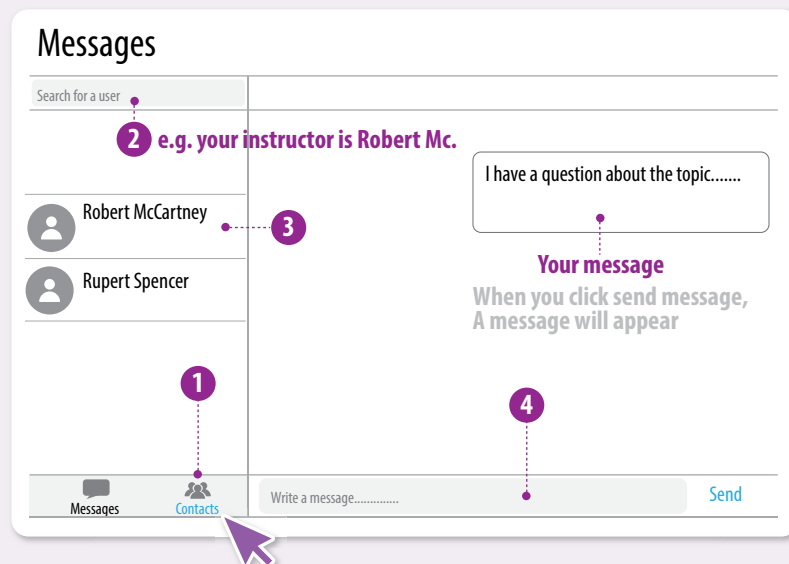 Messages
Search for a user
2 e.g. your instructor is Robert Mc.
I have a question about the topic.......
Robert McCartney
3
Your message
Rupert Spencer
When you click send message,
A message will appear
1
4
Messages
Contacts
Write a message..............
Send